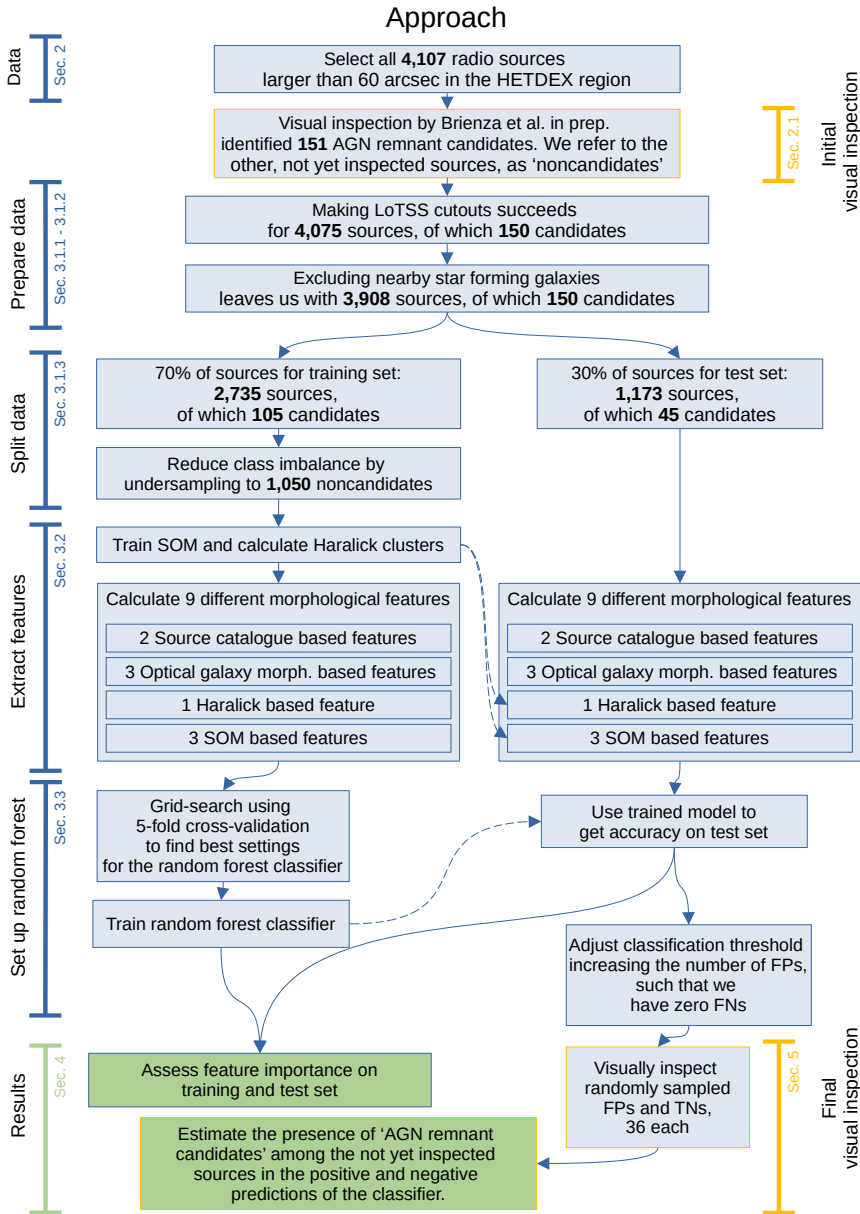 Approach
Data
Sec. 2
Select all 4,107 radio sources
larger than 60 arcsec in the HETDEX region
Visual inspection by Brienza et al. in prep.
identified 151 AGN remnant candidates. We refer to the
other, not yet inspected sources, as ‘noncandidates’
Sec. 2.1
Initial
visual inspection
Prepare data
Sec. 3.1.1 - 3.1.2
Making LoTSS cutouts succeeds
for 4,075 sources, of which 150 candidates
Excluding nearby star forming galaxies
leaves us with 3,908 sources, of which 150 candidates
Split data
Sec. 3.1.3
70% of sources for training set:
2,735 sources,
of which 105 candidates
30% of sources for test set:
1,173 sources,
of which 45 candidates
Reduce class imbalance by
undersampling to 1,050 noncandidates
Extract features
Sec. 3.2
Train SOM and calculate Haralick clusters
Calculate 9 different morphological features
2 Source catalogue based features
3 Optical galaxy morph. based features
1 Haralick based feature
3 SOM based features
Calculate 9 different morphological features
2 Source catalogue based features
3 Optical galaxy morph. based features
1 Haralick based feature
3 SOM based features
Set up random forest
Sec. 3.3
Grid-search using
5-fold cross-validation
to find best settings
for the random forest classifier
Use trained model to
get accuracy on test set
Train random forest classifier
Adjust classification threshold
increasing the number of FPs,
such that we
have zero FNs
Results
Sec. 4
Assess feature importance on
training and test set
Visually inspect
randomly sampled
FPs and TNs,
36 each
Sec. 5
Final
visual inspection
Estimate the presence of ‘AGN remnant
candidates’ among the not yet inspected
sources in the positive and negative
predictions of the classifier.